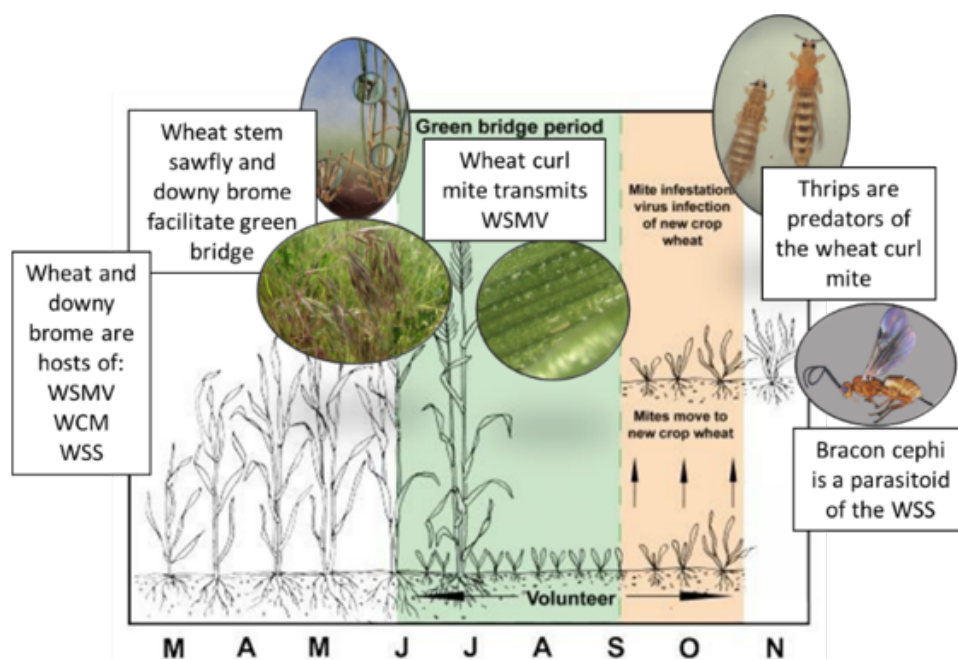 Wheat stem
sawfly and
downy brome
facilitate green
bridge
Wheat and
downy
brome are
hosts of:
WSMV
WCM
WSS
Green bridge period
Wheat curl
mite transmits
WSMV
Mite infestation
virus infection
of new crop
wheat
Mites move to
new crop wheat
Thrips are
predators of
the wheat curl
mite
Bracon cephi
is a parasitoid
of the WSS
Volunteer
M A M J J A S O N